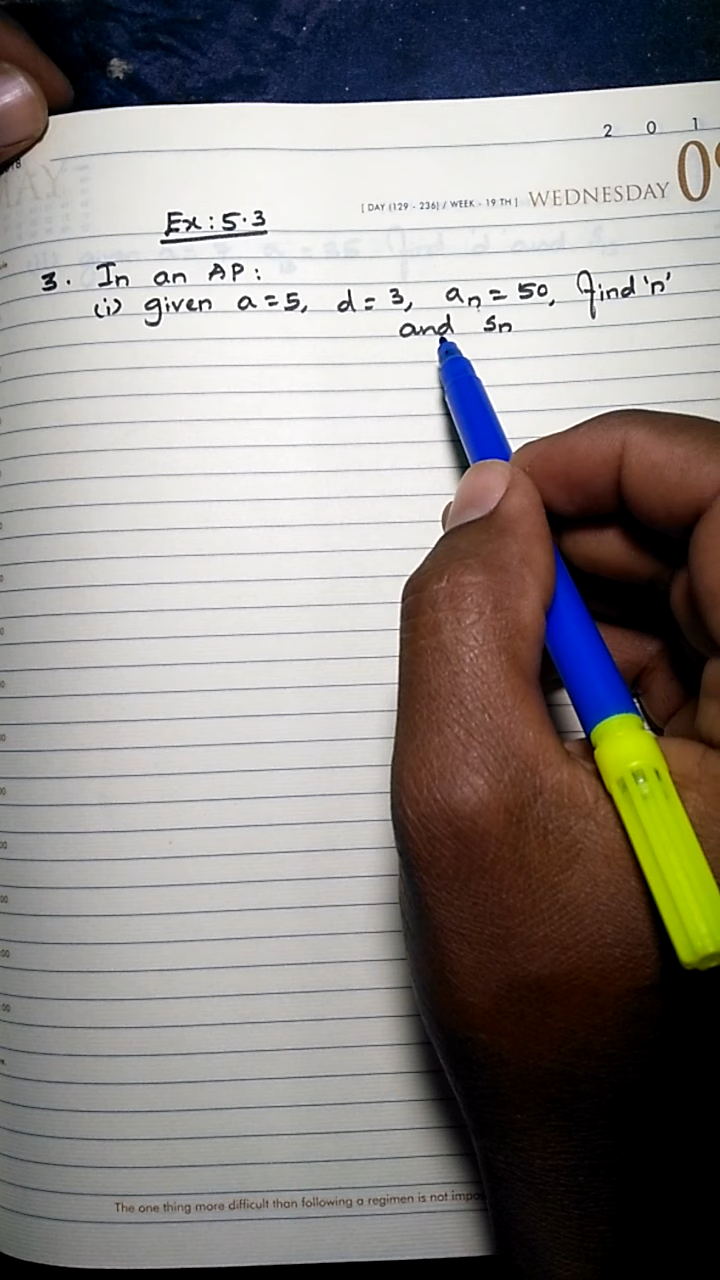 2 0 1
[ DAY (129 - 236) / WEEK - 19 TH ] WEDNESDAY 0
Ex : 5.3
3. In an AP :
(i) given a = 5, d = 3, an = 50, find 'n'
and Sn
The one thing more difficult than following a regimen is not